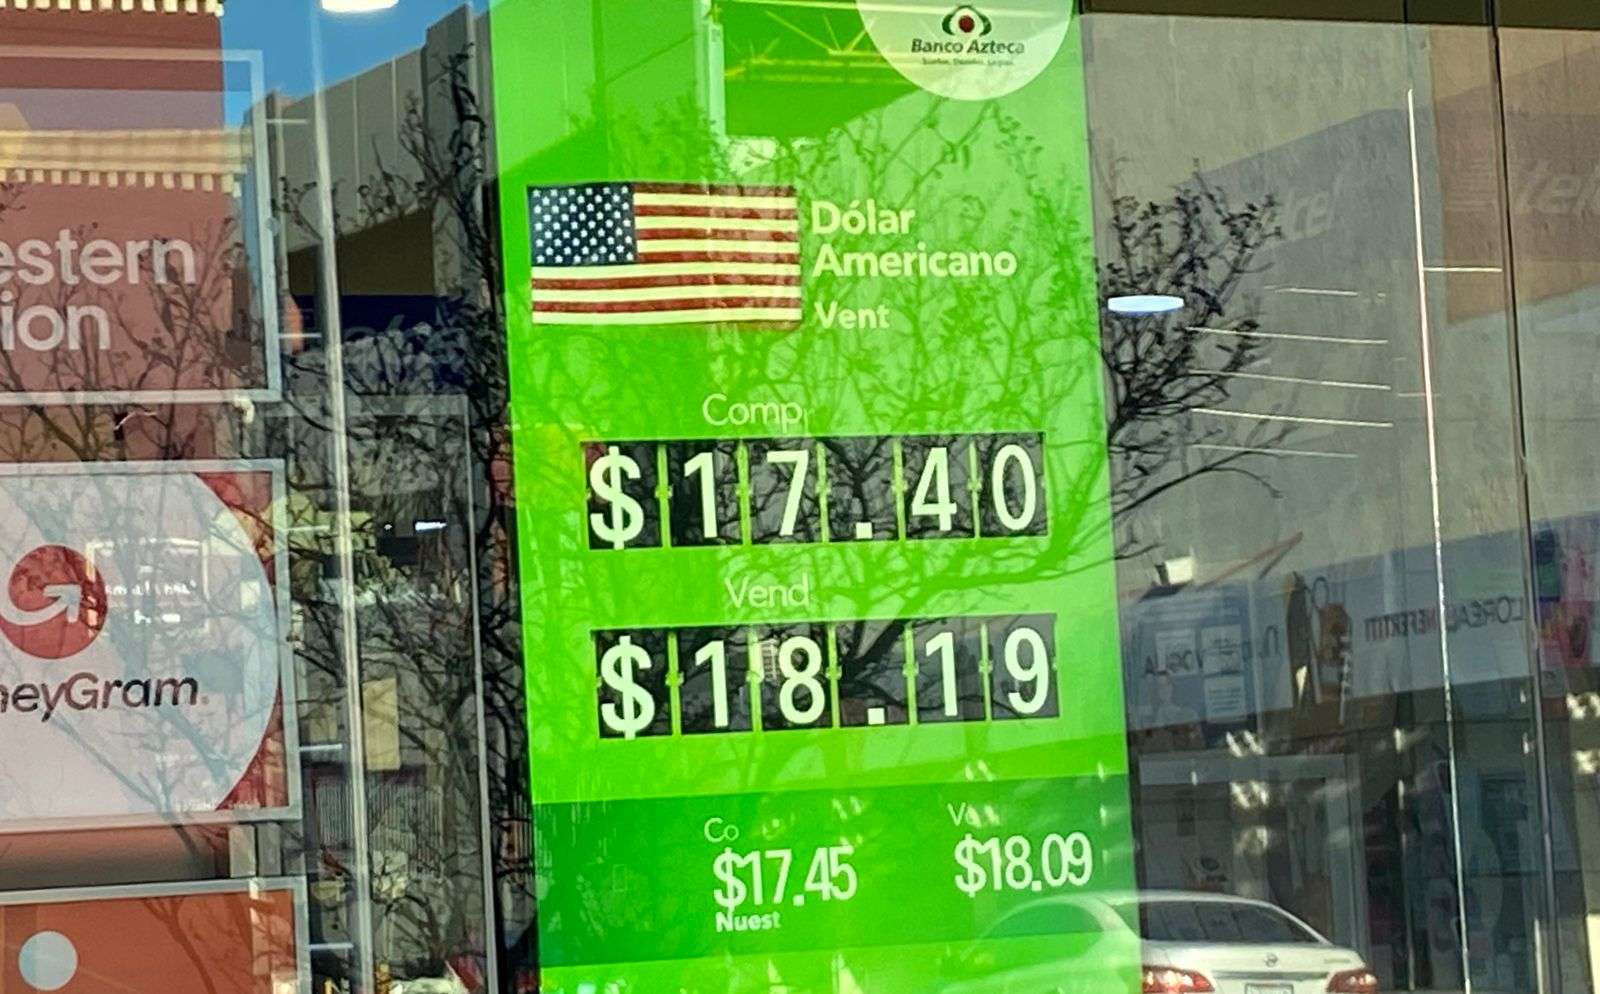 Banco Azteca
Dólar
Americano
Vent
Comp
$17.40
Vend
$18.19
Co
$17.45
Nuest
$18.09
estern
ion
neyGram